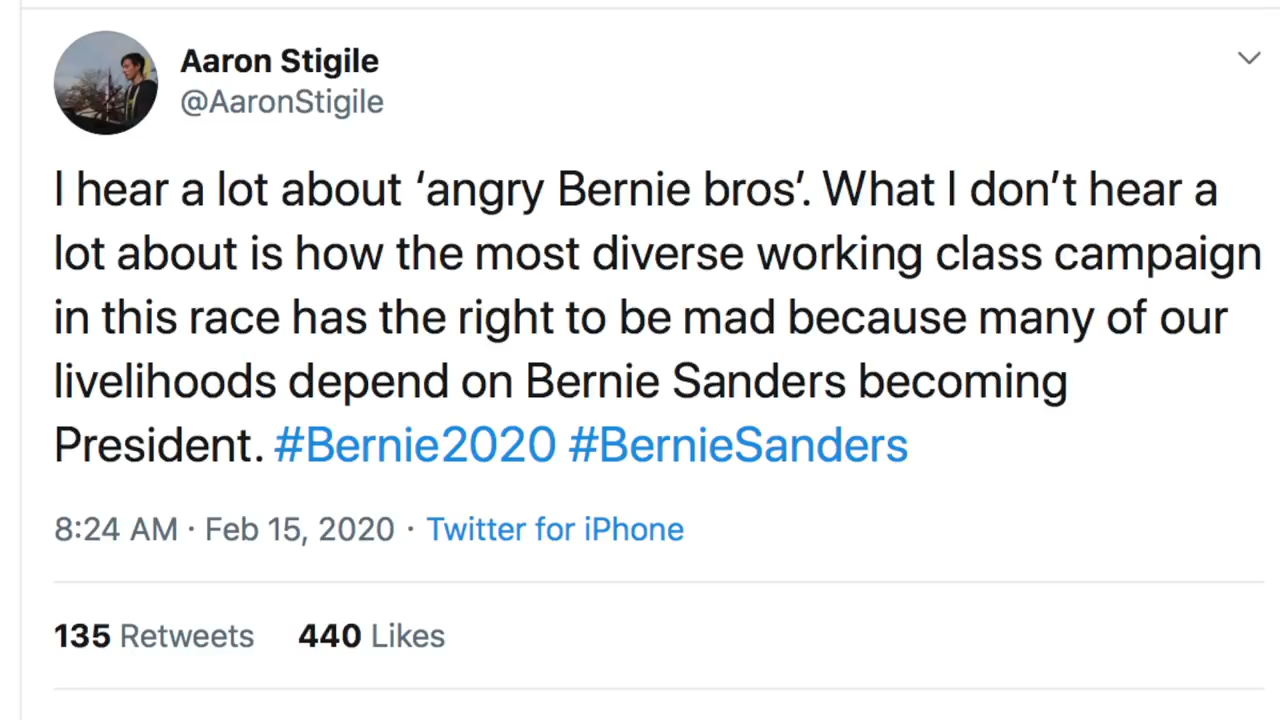 Aaron Stigile
@AaronStigile
I hear a lot about ‘angry Bernie bros’. What I don’t hear a
lot about is how the most diverse working class campaign
in this race has the right to be mad because many of our
livelihoods depend on Bernie Sanders becoming
President. #Bernie2020 #BernieSanders
8:24 AM · Feb 15, 2020 · Twitter for iPhone
135 Retweets 440 Likes